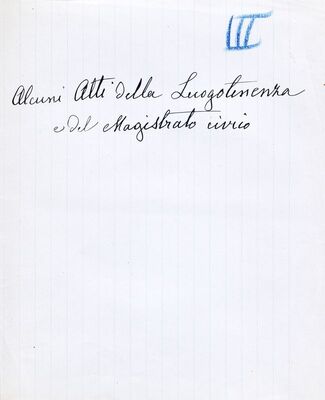 III
Alcuni Atti della Luogotenenza
e del Magistrato civico